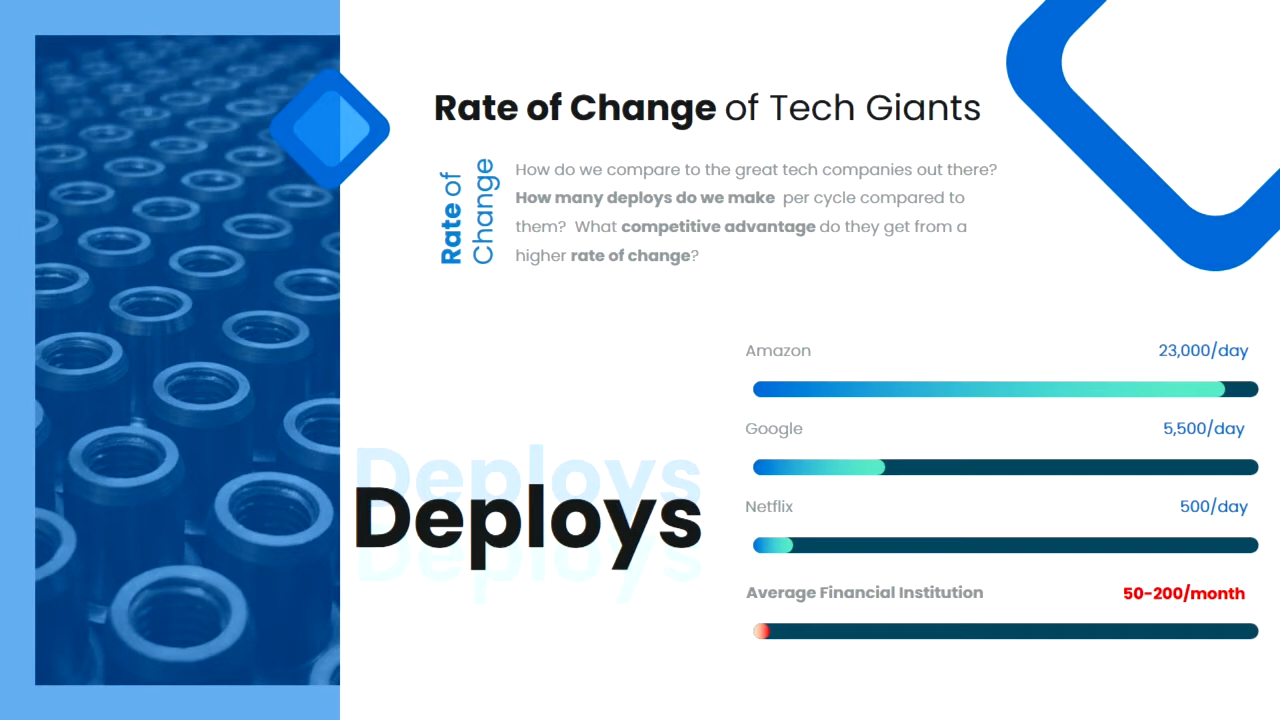 Rate of Change of Tech Giants
Rate of
Change
How do we compare to the great tech companies out there?
How many deploys do we make per cycle compared to
them? What competitive advantage do they get from a
higher rate of change?
Amazon 23,000/day
Google 5,500/day
Deploys
Deploys
Deploys
Netflix 500/day
Average Financial Institution 50-200/month